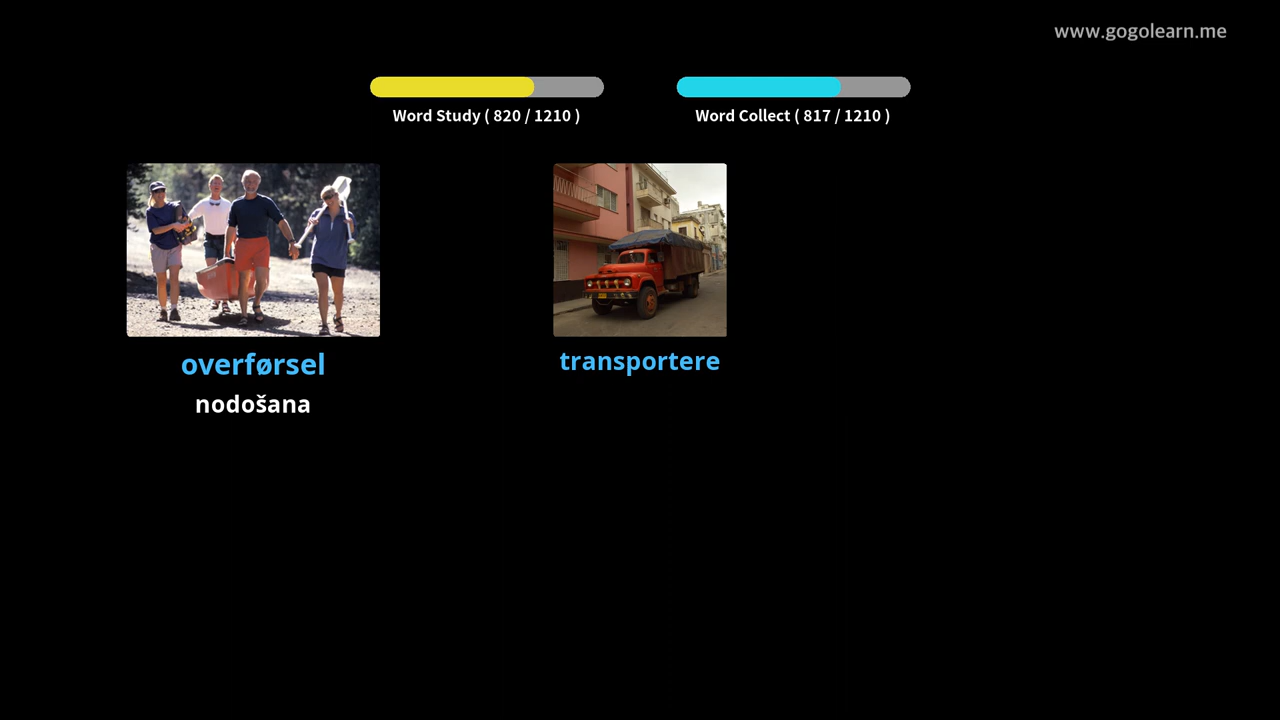 www.gogolearn.me
Word Study ( 820 / 1210 )
Word Collect ( 817 / 1210 )
overførsel
nodošana
transportere